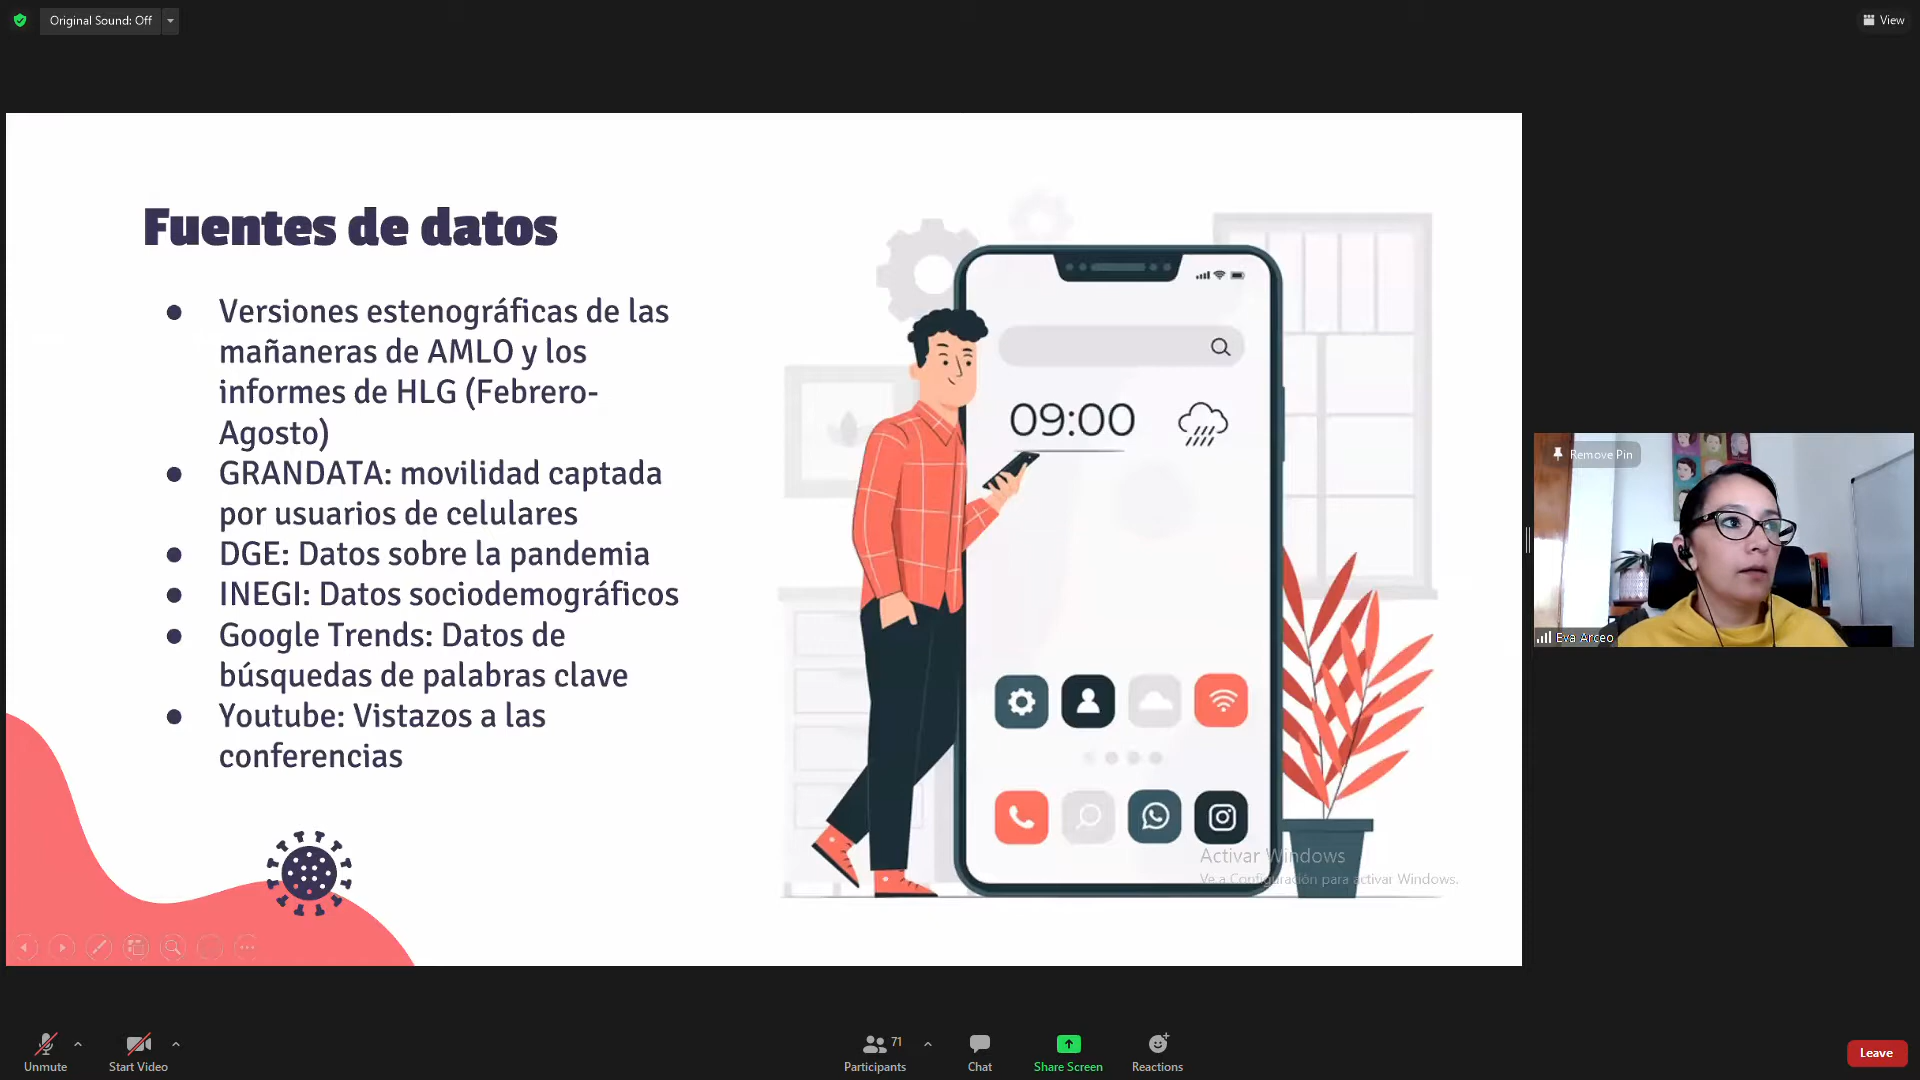 Original Sound: Off
View
Fuentes de datos
● Versiones estenográficas de las
mañaneras de AMLO y los
informes de HLG (Febrero-
Agosto)
● GRANDATA: movilidad captada
por usuarios de celulares
● DGE: Datos sobre la pandemia
● INEGI: Datos sociodemográficos
● Google Trends: Datos de
búsquedas de palabras clave
● Youtube: Vistazos a las
conferencias
09:00
Activar Windows
Ve a Configuración para activar Windows.
Remove Pin
Eva Arceo
Unmute
Start Video
71
Participants
Chat
Share Screen
Reactions
Leave